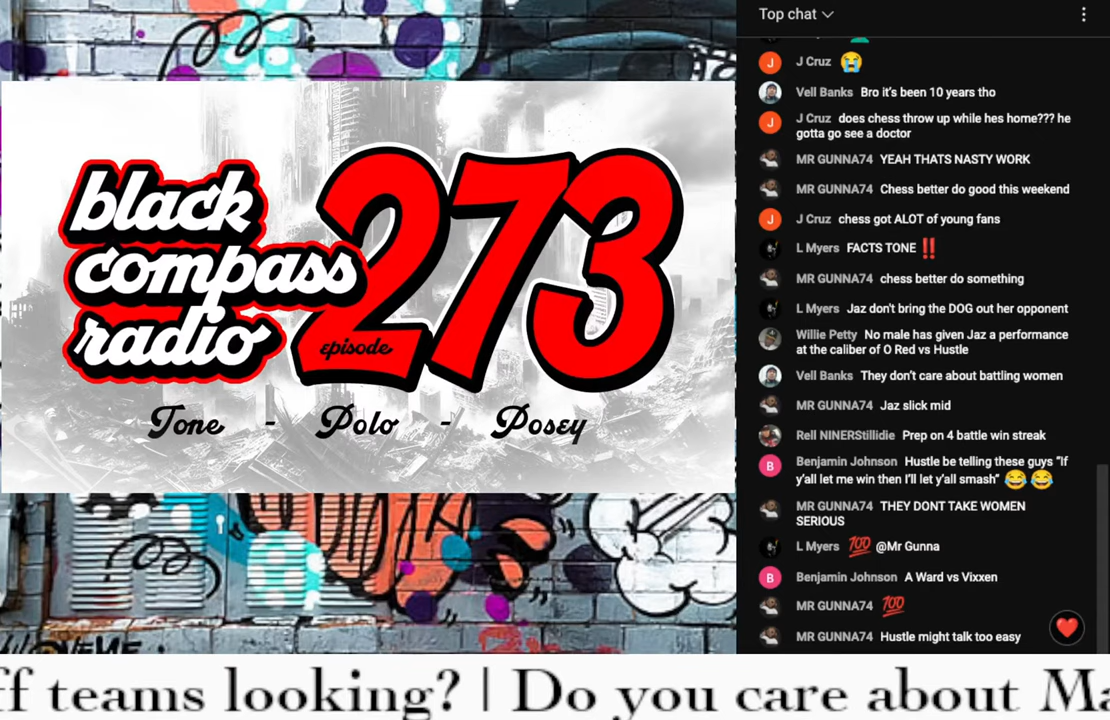 black
compass
radio
273
episode
Tone - Polo - Posey
Top chat
J Cruz 😭
Vell Banks Bro it's been 10 years tho
J Cruz does chess throw up while hes home??? he
gotta go see a doctor
MR GUNNA74 YEAH THATS NASTY WORK
MR GUNNA74 Chess better do good this weekend
J Cruz chess got ALOT of young fans
L Myers FACTS TONE ‼️
MR GUNNA74 chess better do something
L Myers Jaz don't bring the DOG out her opponent
Willie Petty No male has given Jaz a performance
at the caliber of O Red vs Hustle
Vell Banks They don't care about battling women
MR GUNNA74 Jaz slick mid
Rell NINERStillidie Prep on 4 battle win streak
Benjamin Johnson Hustle be telling these guys “If
y'all let me win then I'll let y'all smash” 😂 😂
MR GUNNA74 THEY DONT TAKE WOMEN
SERIOUS
L Myers 💯 @Mr Gunna
Benjamin Johnson A Ward vs Vixxen
MR GUNNA74 💯
MR GUNNA74 Hustle might talk too easy
ff teams looking? | Do you care about Ma